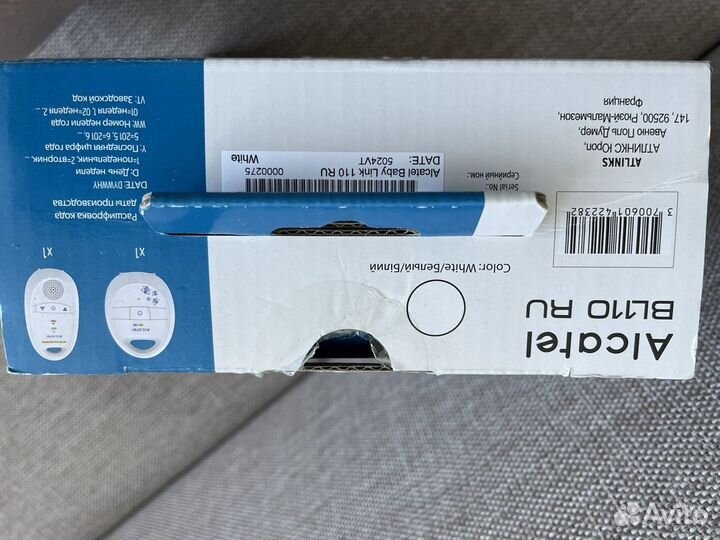 Alcatel
BL110 RU
Color: White/Белый/Білий
3 700601 422382
Serial No.:
Серийный ном.:
Alcatel Baby Link 110 RU
0000275
DATE: 5024VT
White
ATLINKS
АТЛИНКС Юроп,
Авеню Поль Думер,
147, 92500, Рюэй-Мальмезон,
Франция
x1
x1
Расшифровка кода
даты производства
DATE: DYWWHY
D: День недели
1=понедельник, 2=вторник...
Y: Последняя цифра года
5=2015, 6=2016, ...
WW: Номер недели года
01=неделя 1, 02=неделя 2, ...
VT: Заводской код
Avito